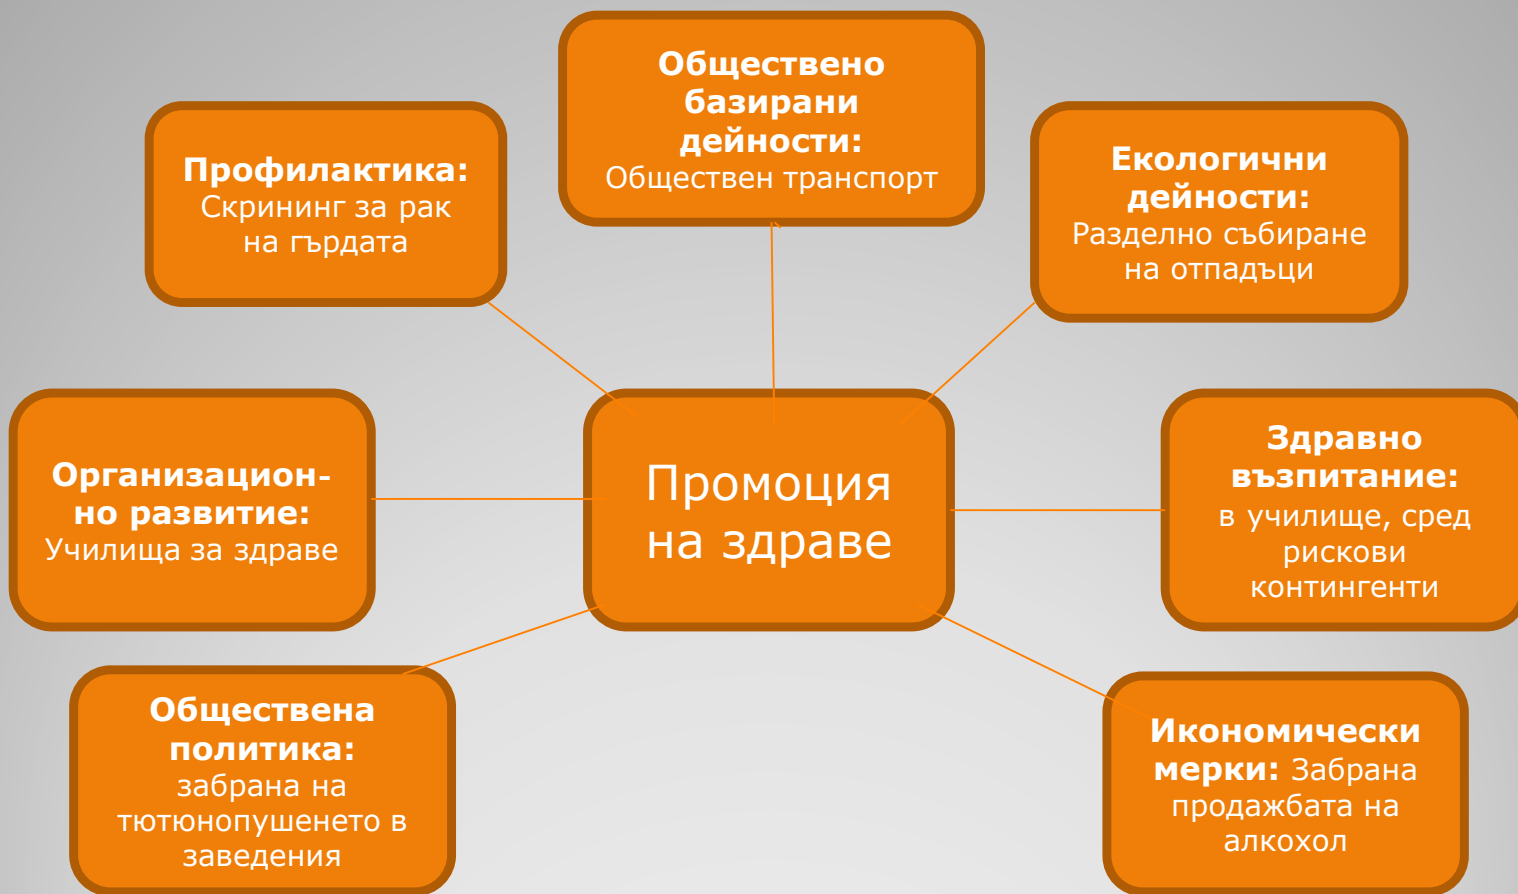 Обществено
базирани
дейности:
Обществен транспорт
Профилактика:
Скрининг за рак
на гърдата
Екологични
дейности:
Разделно събиране
на отпадъци
Организацион-
но развитие:
Училища за здраве
Промоция
на здраве
Здравно
възпитание:
в училище, сред
рискови
контингенти
Обществена
политика:
забрана на
тютюнопушенето в
заведения
Икономически
мерки: Забрана
продажбата на
алкохол